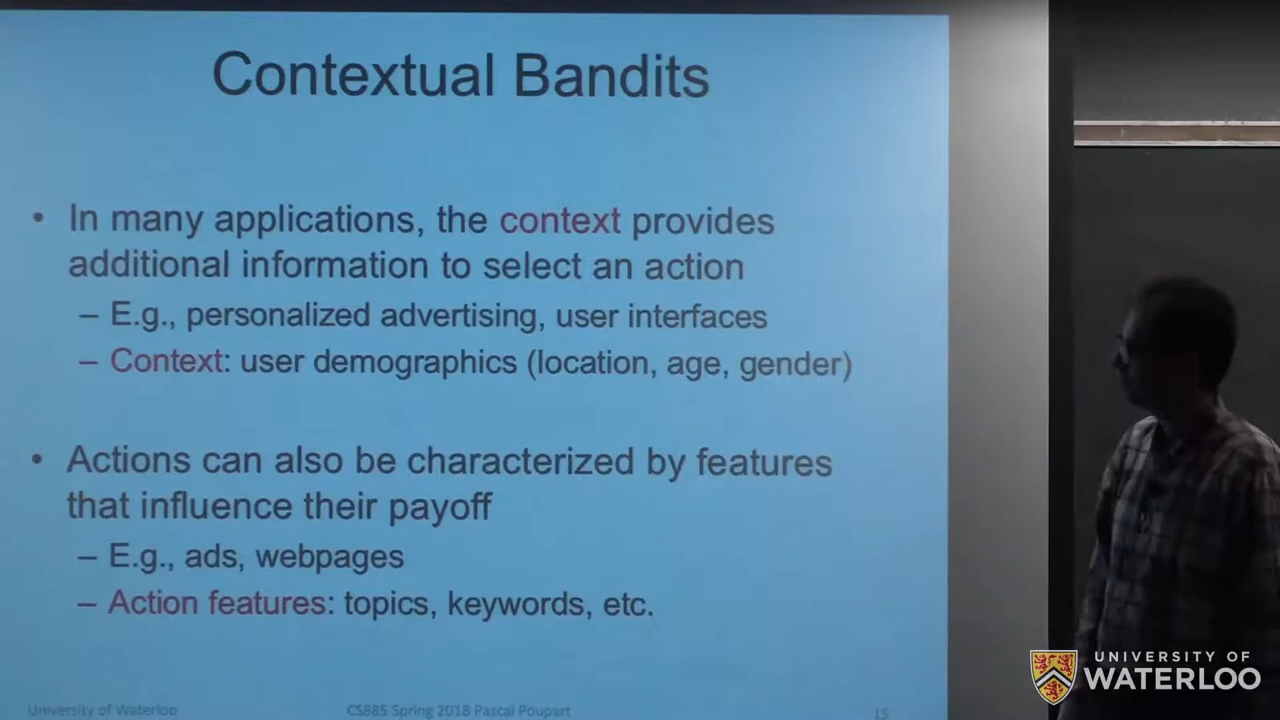 Contextual Bandits
• In many applications, the context provides
additional information to select an action
– E.g., personalized advertising, user interfaces
– Context: user demographics (location, age, gender)
• Actions can also be characterized by features
that influence their payoff
– E.g., ads, webpages
– Action features: topics, keywords, etc.
University of Waterloo
CS885 Spring 2018 Pascal Poupart
15
UNIVERSITY OF
WATERLOO